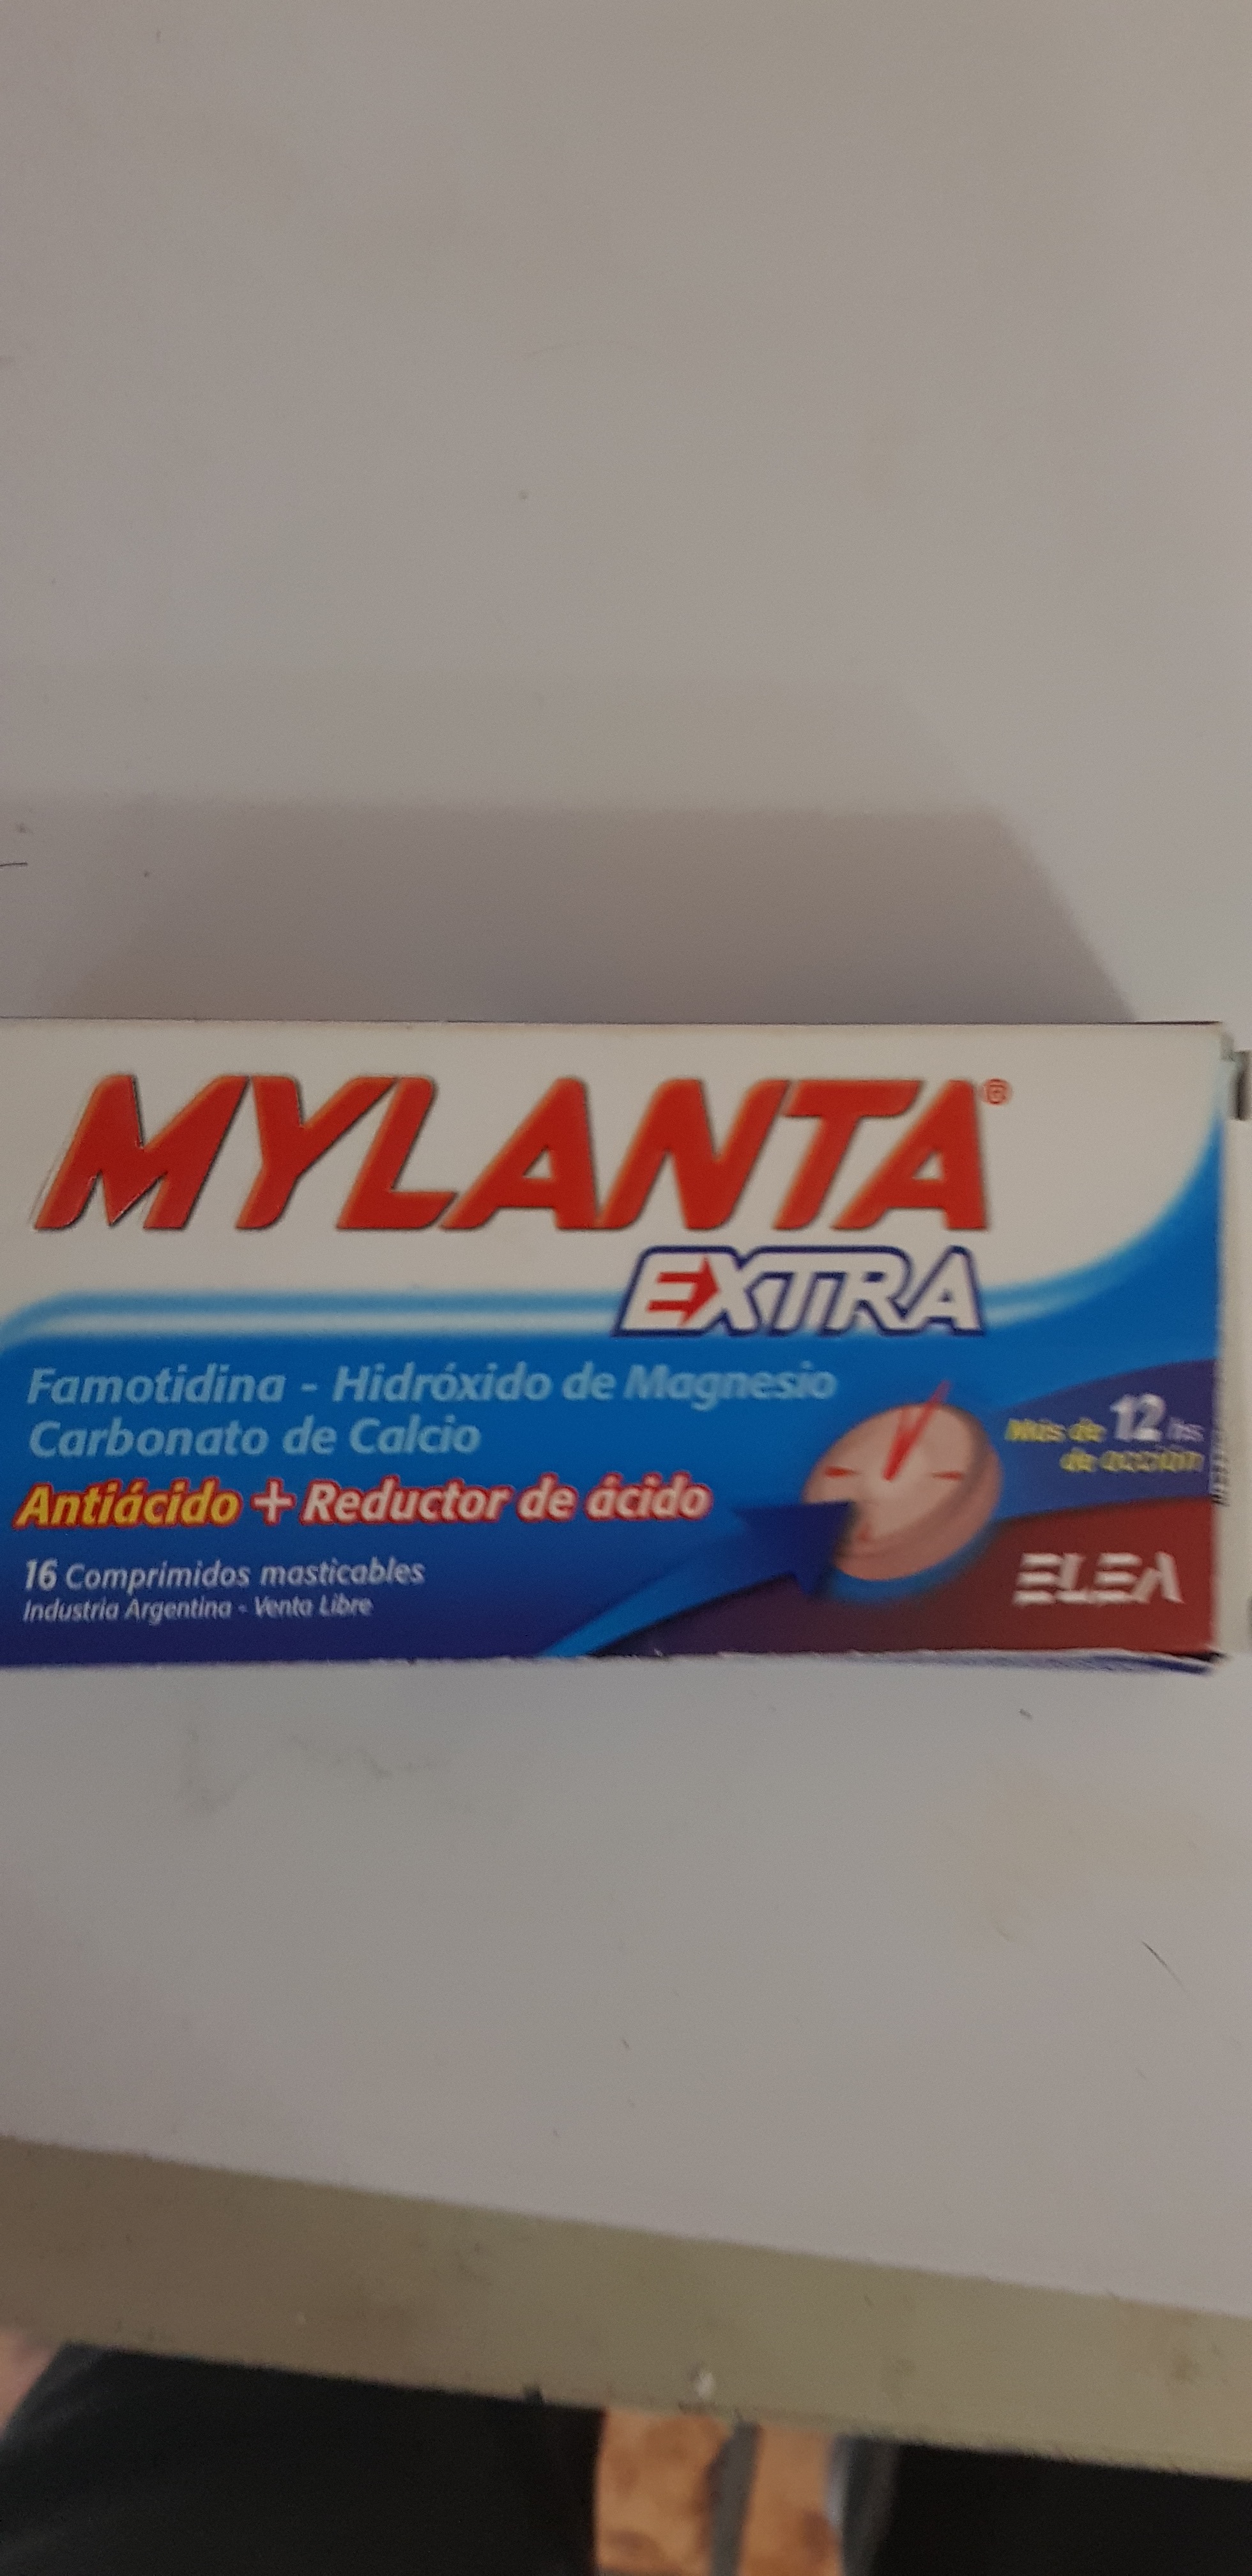 MYLANTA®
EXTRA
Famotidina - Hidróxido de Magnesio
Carbonato de Calcio
Antiácido + Reductor de ácido
16 Comprimidos masticables
Industria Argentina - Venta Libre
Más de 12 hs
de acción
ELEA